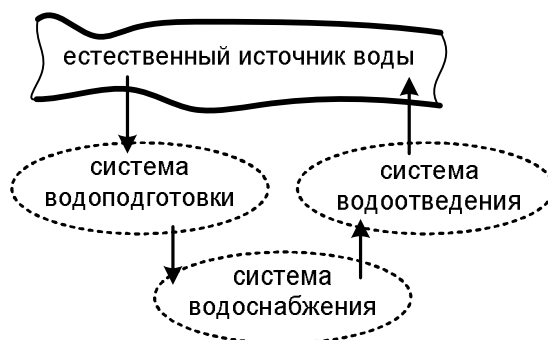 естественный источник воды
система
водоподготовки
система
водоотведения
система
водоснабжения